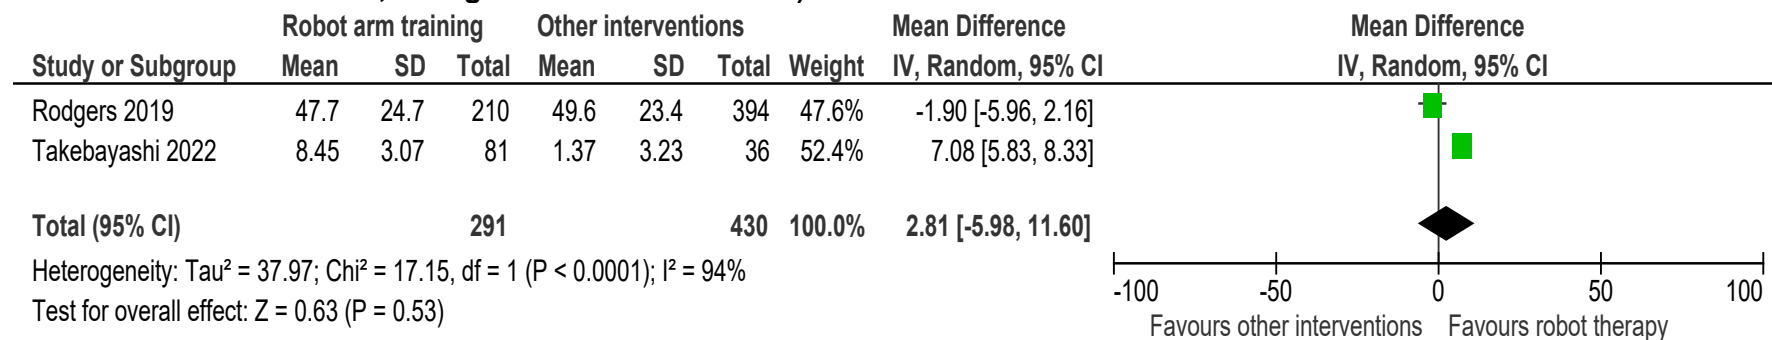 Robot arm training Other interventions Mean Difference Mean Difference
Study or Subgroup Mean SD Total Mean SD Total Weight IV, Random, 95% CI IV, Random, 95% CI
Rodgers 2019 47.7 24.7 210 49.6 23.4 394 47.6% -1.90 [-5.96, 2.16]
Takebayashi 2022 8.45 3.07 81 1.37 3.23 36 52.4% 7.08 [5.83, 8.33]
Total (95% CI) 291 430 100.0% 2.81 [-5.98, 11.60]
Heterogeneity: Tau² = 37.97; Chi² = 17.15, df = 1 (P < 0.0001); I² = 94%
Test for overall effect: Z = 0.63 (P = 0.53)
-100 -50 0 50 100
Favours other interventions Favours robot therapy